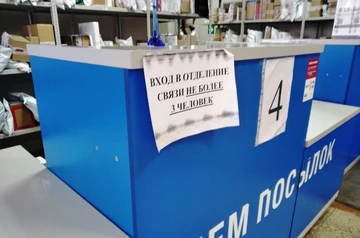 ВХОД В ОТДЕЛЕНИЕ
СВЯЗИ НЕ БОЛЕЕ
3 ЧЕЛОВЕК
4
ЕМ ПОСЫЛОК